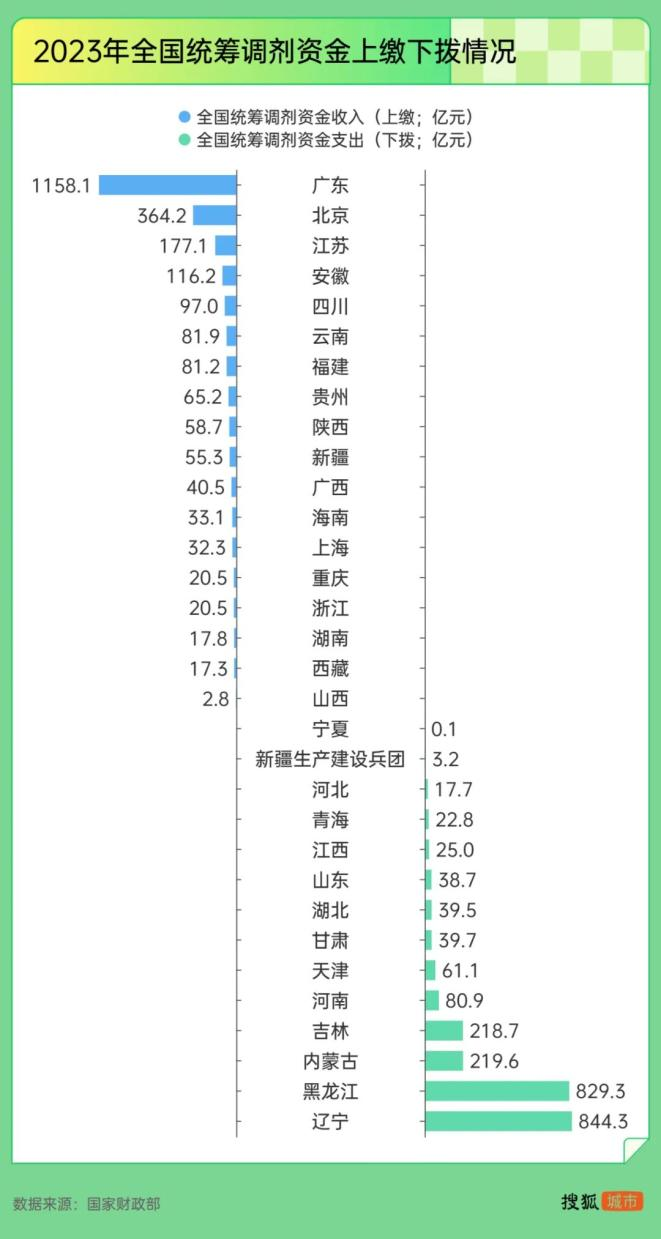 2023年全国统筹调剂资金上缴下拨情况
全国统筹调剂资金收入（上缴；亿元）
全国统筹调剂资金支出（下拨；亿元）
1158.1 广东
364.2 北京
177.1 江苏
116.2 安徽
97.0 四川
81.9 云南
81.2 福建
65.2 贵州
58.7 陕西
55.3 新疆
40.5 广西
33.1 海南
32.3 上海
20.5 重庆
20.5 浙江
17.8 湖南
17.3 西藏
2.8 山西
宁夏 0.1
新疆生产建设兵团 3.2
河北 17.7
青海 22.8
江西 25.0
山东 38.7
湖北 39.5
甘肃 39.7
天津 61.1
河南 80.9
吉林 218.7
内蒙古 219.6
黑龙江 829.3
辽宁 844.3
数据来源：国家财政部
搜狐 城市